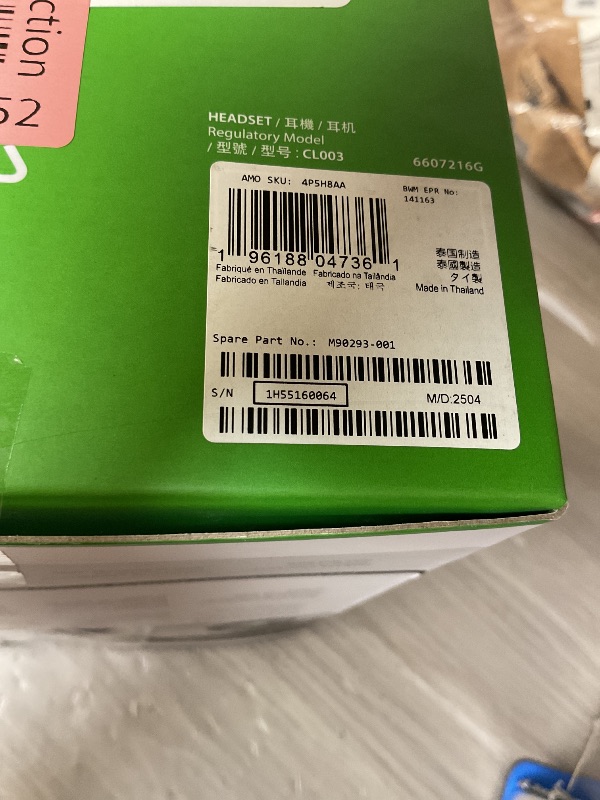 ction
52
HEADSET / 耳機 / 耳机
Regulatory Model
/ 型號 / 型号 : CL003
6607216G
AMO SKU: 4P5H8AA
BWM EPR No:
141163
1 96188 04736 1
Fabriqué en Thaïlande Fabricado na Tailândia
Fabricado en Tailandia 제조국: 태국
泰国制造
泰國製造
タイ製
Made in Thailand
Spare Part No.: M90293-001
S/N 1H55160064 M/D:2504